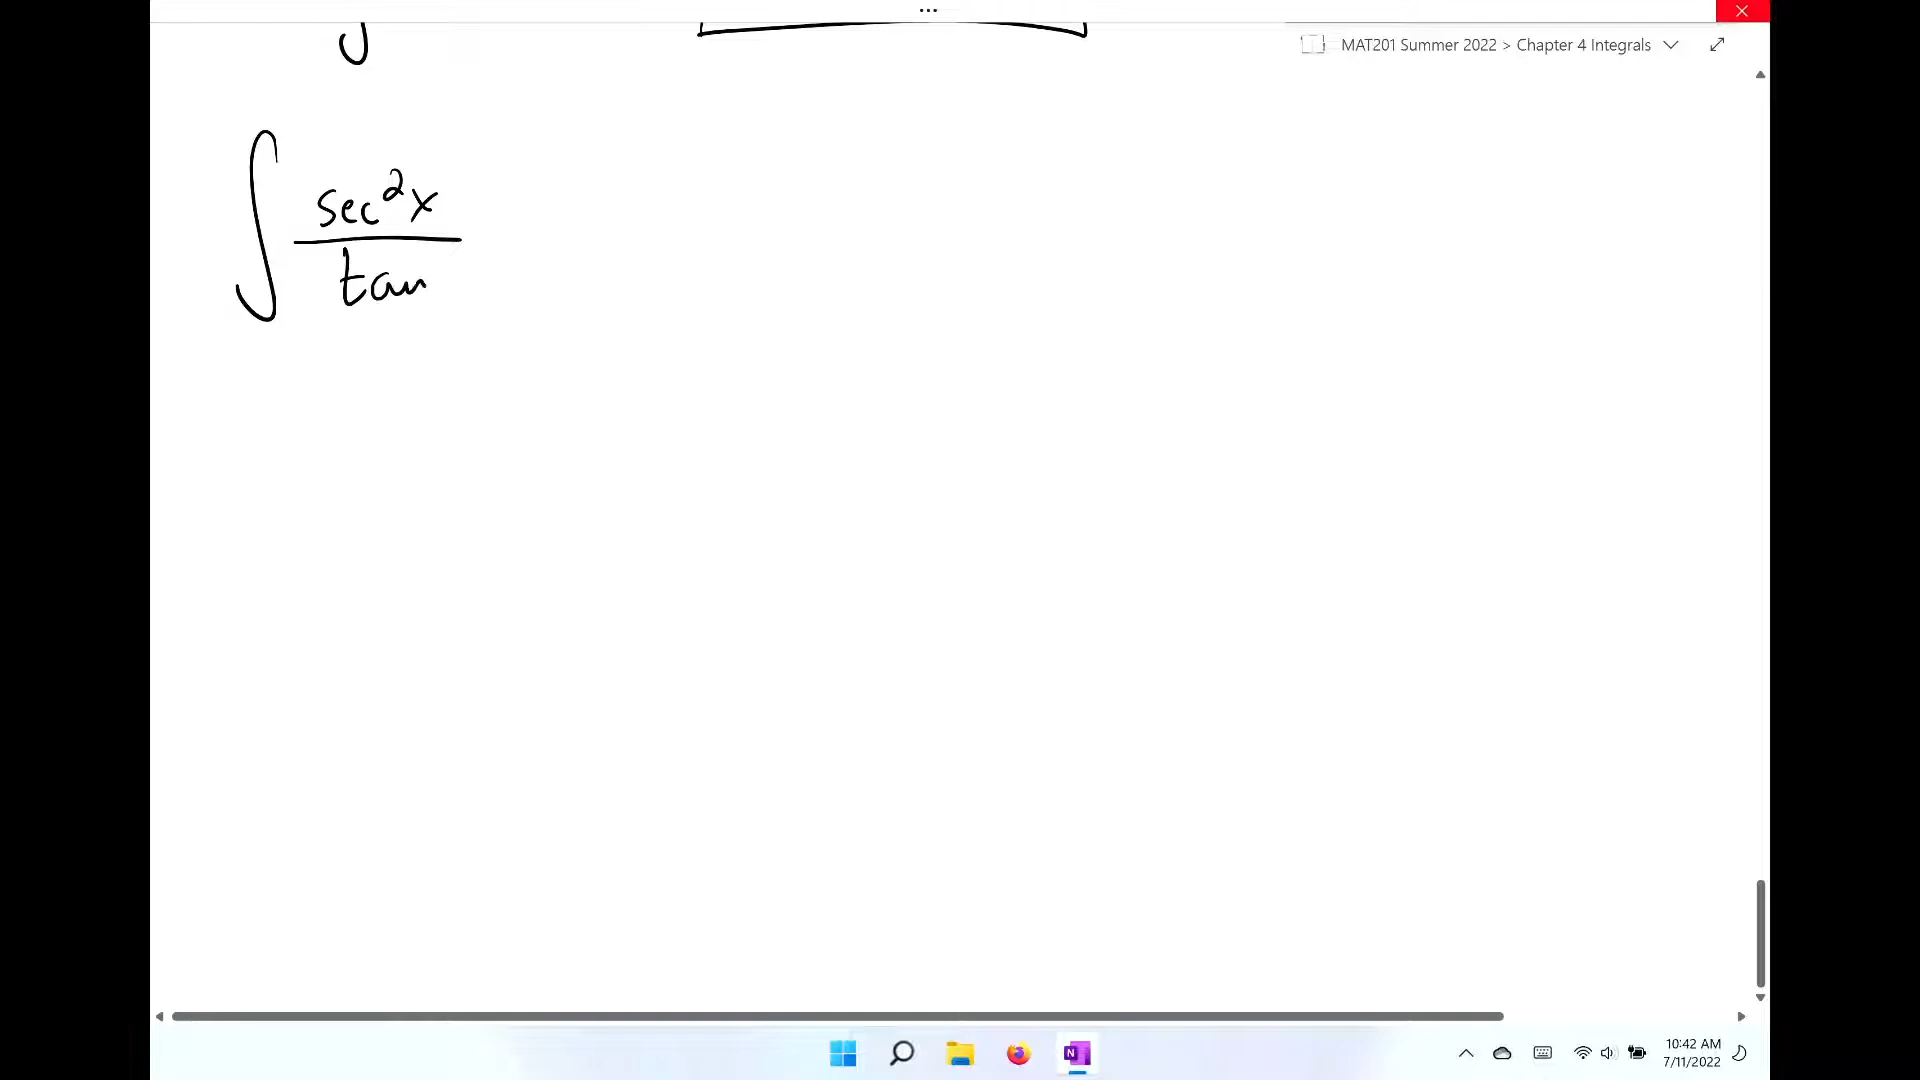 MAT201 Summer 2022 > Chapter 4 Integrals
∫ sec²x
tan
10:42 AM
7/11/2022